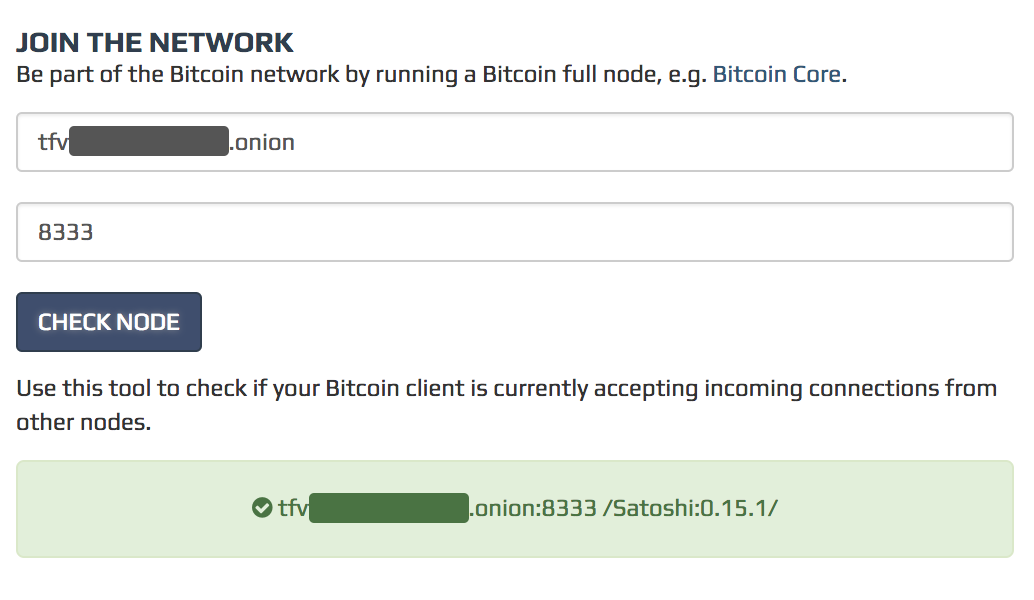 JOIN THE NETWORK
Be part of the Bitcoin network by running a Bitcoin full node, e.g. Bitcoin Core.
tfv .onion
8333
CHECK NODE
Use this tool to check if your Bitcoin client is currently accepting incoming connections from
other nodes.
tfv .onion:8333 /Satoshi:0.15.1/